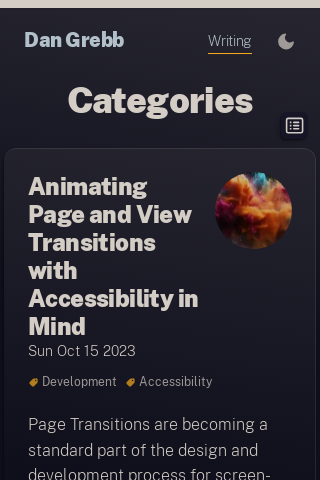 Dan Grebb
Writing
Categories
Animating
Page and View
Transitions
with
Accessibility in
Mind
Sun Oct 15 2023
Development Accessibility
Page Transitions are becoming a
standard part of the design and
development process for screen-